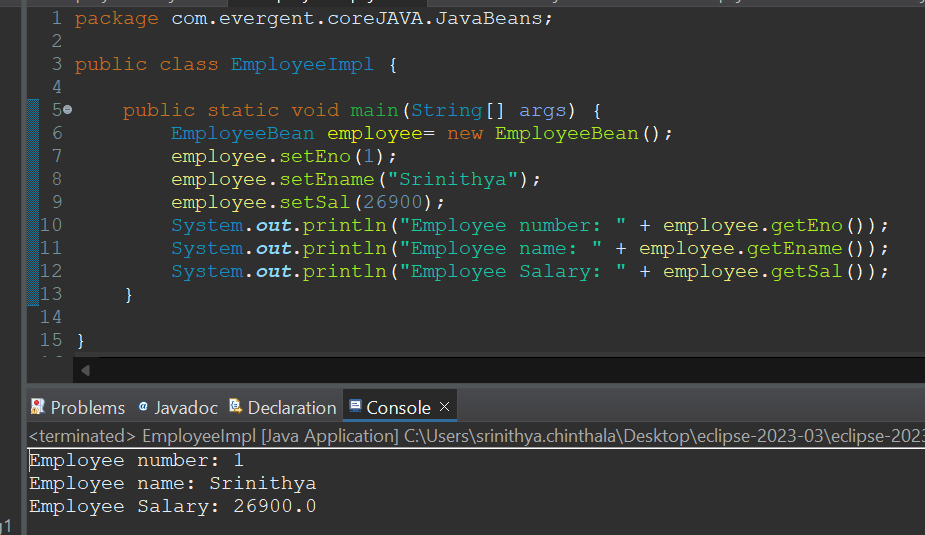 1 package com.evergent.coreJAVA.JavaBeans;
2
3 public class EmployeeImpl {
4
5 public static void main(String[] args) {
6 EmployeeBean employee= new EmployeeBean();
7 employee.setEno(1);
8 employee.setEname("Srinithya");
9 employee.setSal(26900);
10 System.out.println("Employee number: " + employee.getEno());
11 System.out.println("Employee name: " + employee.getEname());
12 System.out.println("Employee Salary: " + employee.getSal());
13 }
14
15 }
Problems @ Javadoc Declaration Console ×
<terminated> EmployeeImpl [Java Application] C:\Users\srinithya.chinthala\Desktop\eclipse-2023-03\eclipse-2023
Employee number: 1
Employee name: Srinithya
Employee Salary: 26900.0
g1